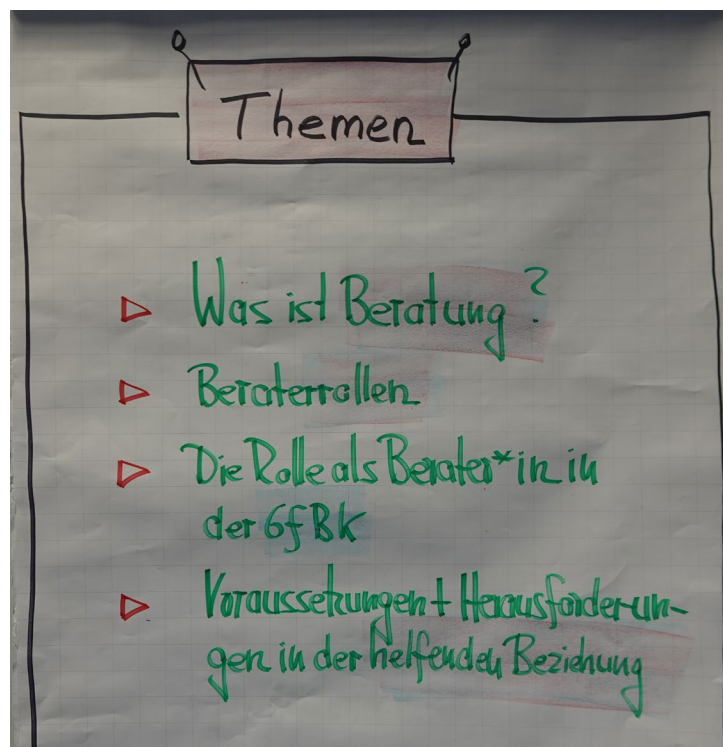 Themen
Was ist Beratung?
Beraterrollen
Die Rolle als Berater*in in
der GfBK
Voraussetzungen + Herausforderun-
gen in der helfenden Beziehung